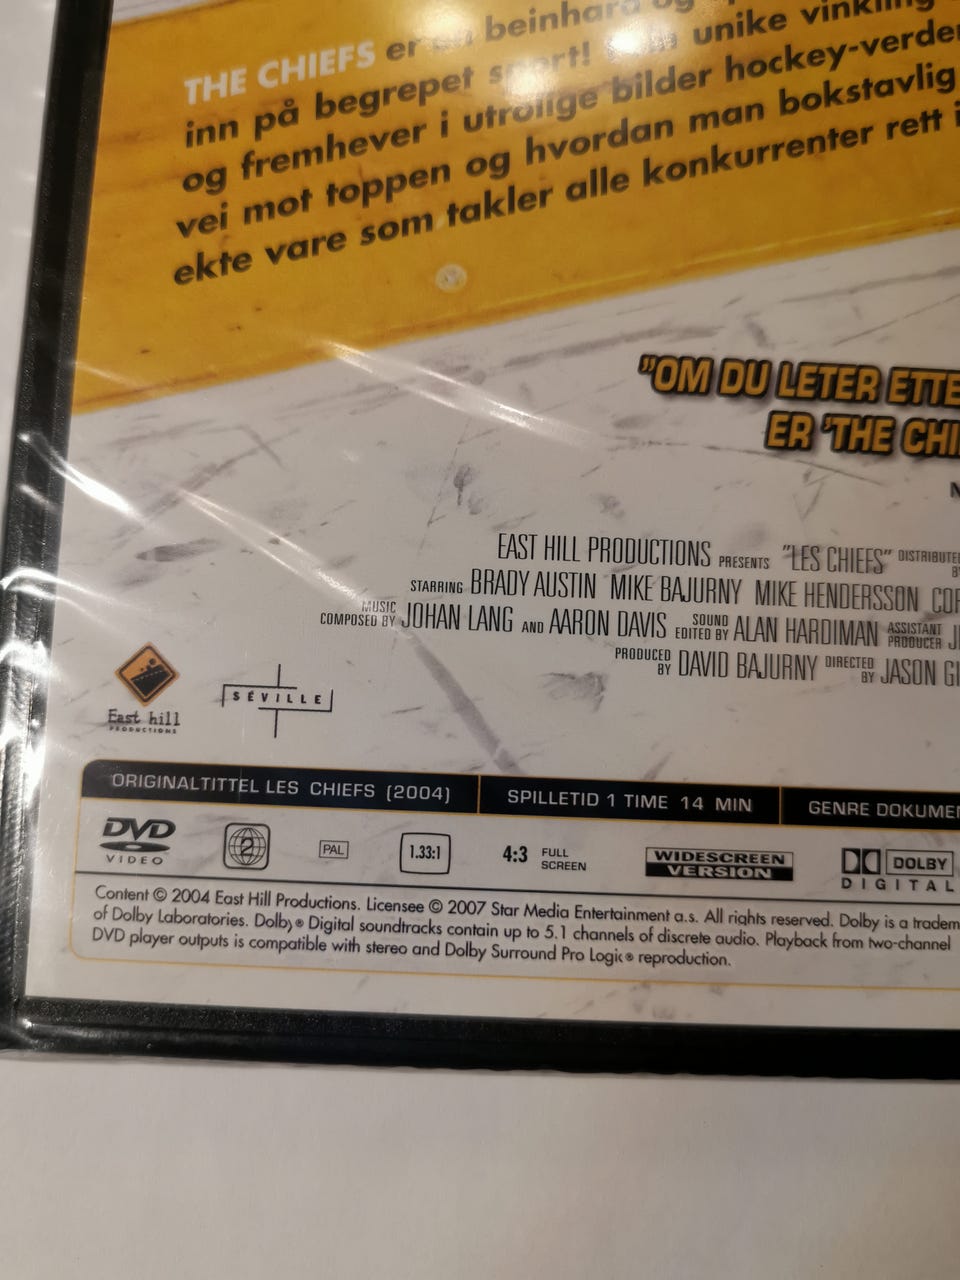 THE CHIEFS er en beinhard og
inn på begrepet sport! unike vinkling
og fremhever i utrolige bilder hockey-verden
vei mot toppen og hvordan man bokstavlig
ekte vare som takler alle konkurrenter rett i
"OM DU LETER ETTE
ER 'THE CHI
EAST HILL PRODUCTIONS PRESENTS "LES CHIEFS" DISTRIBUTED BY
STARRING BRADY AUSTIN MIKE BAJURNY MIKE HENDERSSON COR
MUSIC COMPOSED BY JOHAN LANG AND AARON DAVIS SOUND EDITED BY ALAN HARDIMAN ASSISTANT PRODUCER J
PRODUCED BY DAVID BAJURNY DIRECTED BY JASON GI
East hill
PRODUCTIONS
SÉVILLE
ORIGINALTITTEL LES CHIEFS (2004) SPILLETID 1 TIME 14 MIN GENRE DOKUMEN
DVD VIDEO 2 PAL 1.33:1 4:3 FULL SCREEN WIDESCREEN VERSION DOLBY DIGITAL
Content © 2004 East Hill Productions. Licensee © 2007 Star Media Entertainment a.s. All rights reserved. Dolby is a tradem
of Dolby Laboratories. Dolby® Digital soundtracks contain up to 5.1 channels of discrete audio. Playback from two-channel
DVD player outputs is compatible with stereo and Dolby Surround Pro Logic® reproduction.